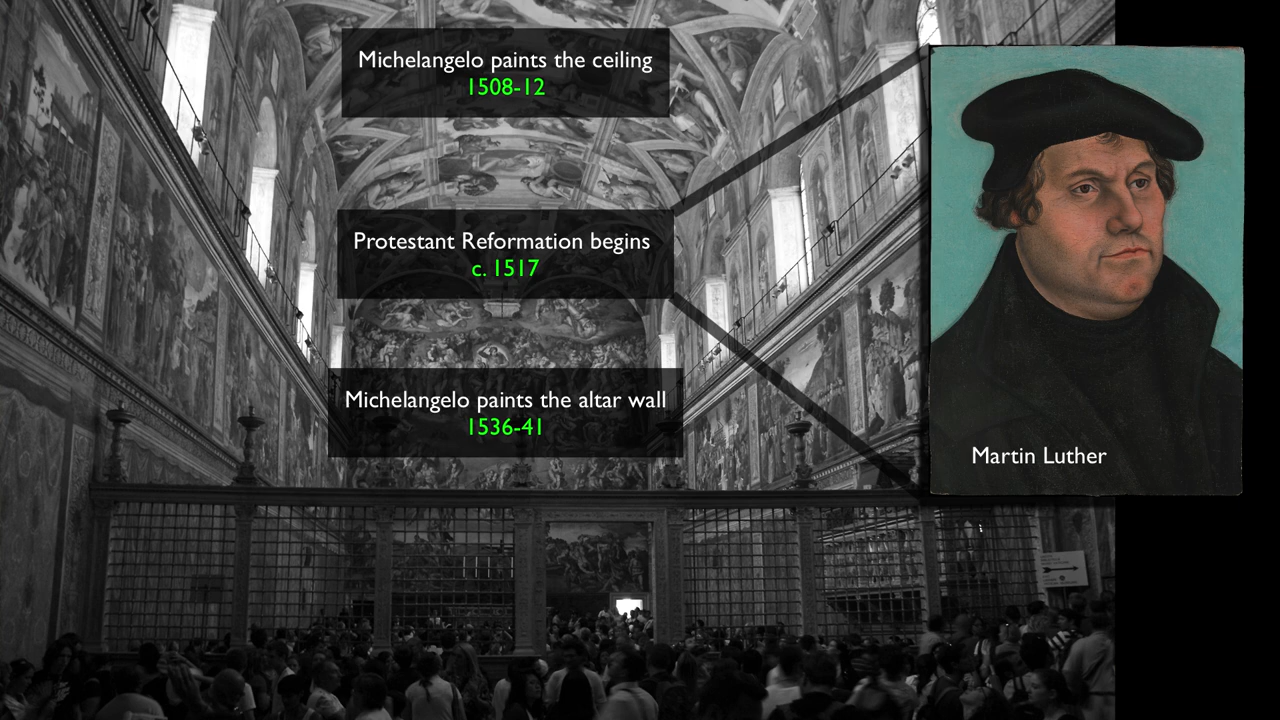 Michelangelo paints the ceiling
1508-12
Protestant Reformation begins
c. 1517
Michelangelo paints the altar wall
1536-41
Martin Luther